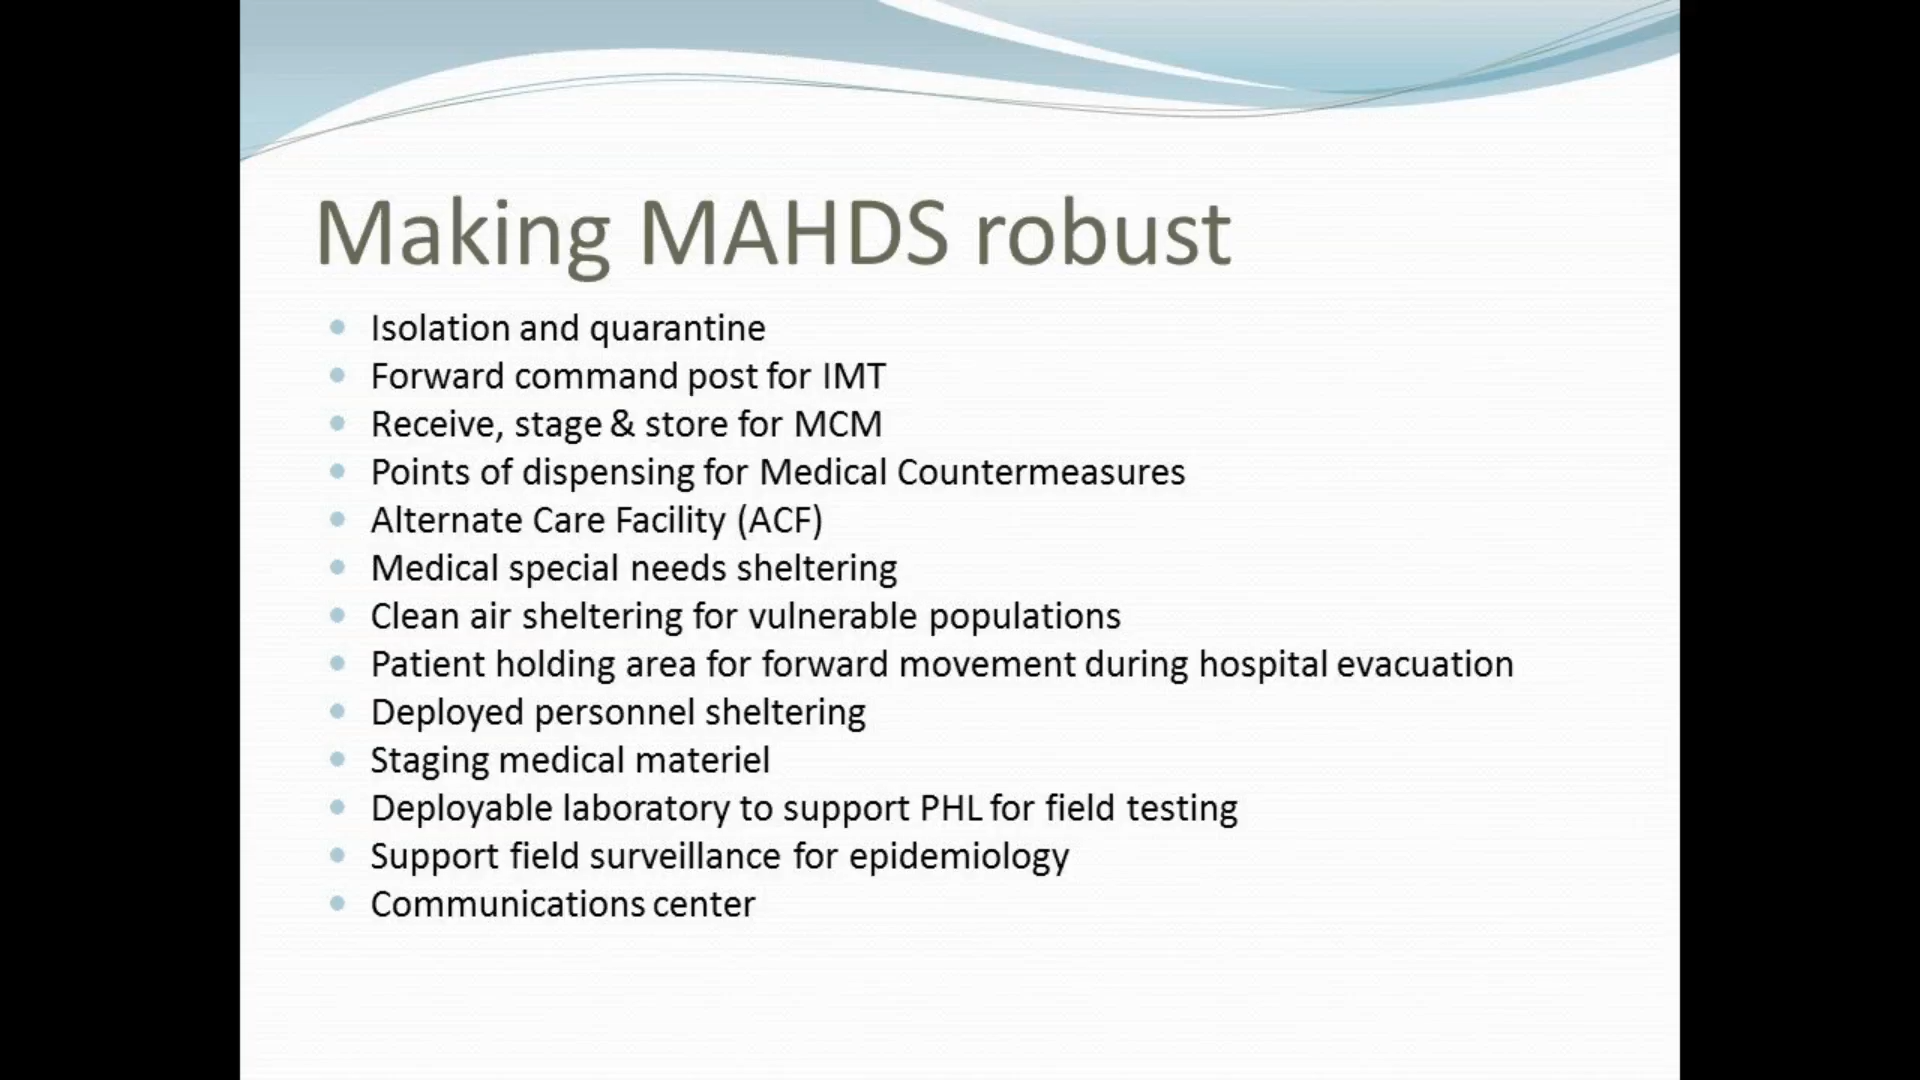 Making MAHDS robust
Isolation and quarantine
Forward command post for IMT
Receive, stage & store for MCM
Points of dispensing for Medical Countermeasures
Alternate Care Facility (ACF)
Medical special needs sheltering
Clean air sheltering for vulnerable populations
Patient holding area for forward movement during hospital evacuation
Deployed personnel sheltering
Staging medical materiel
Deployable laboratory to support PHL for field testing
Support field surveillance for epidemiology
Communications center